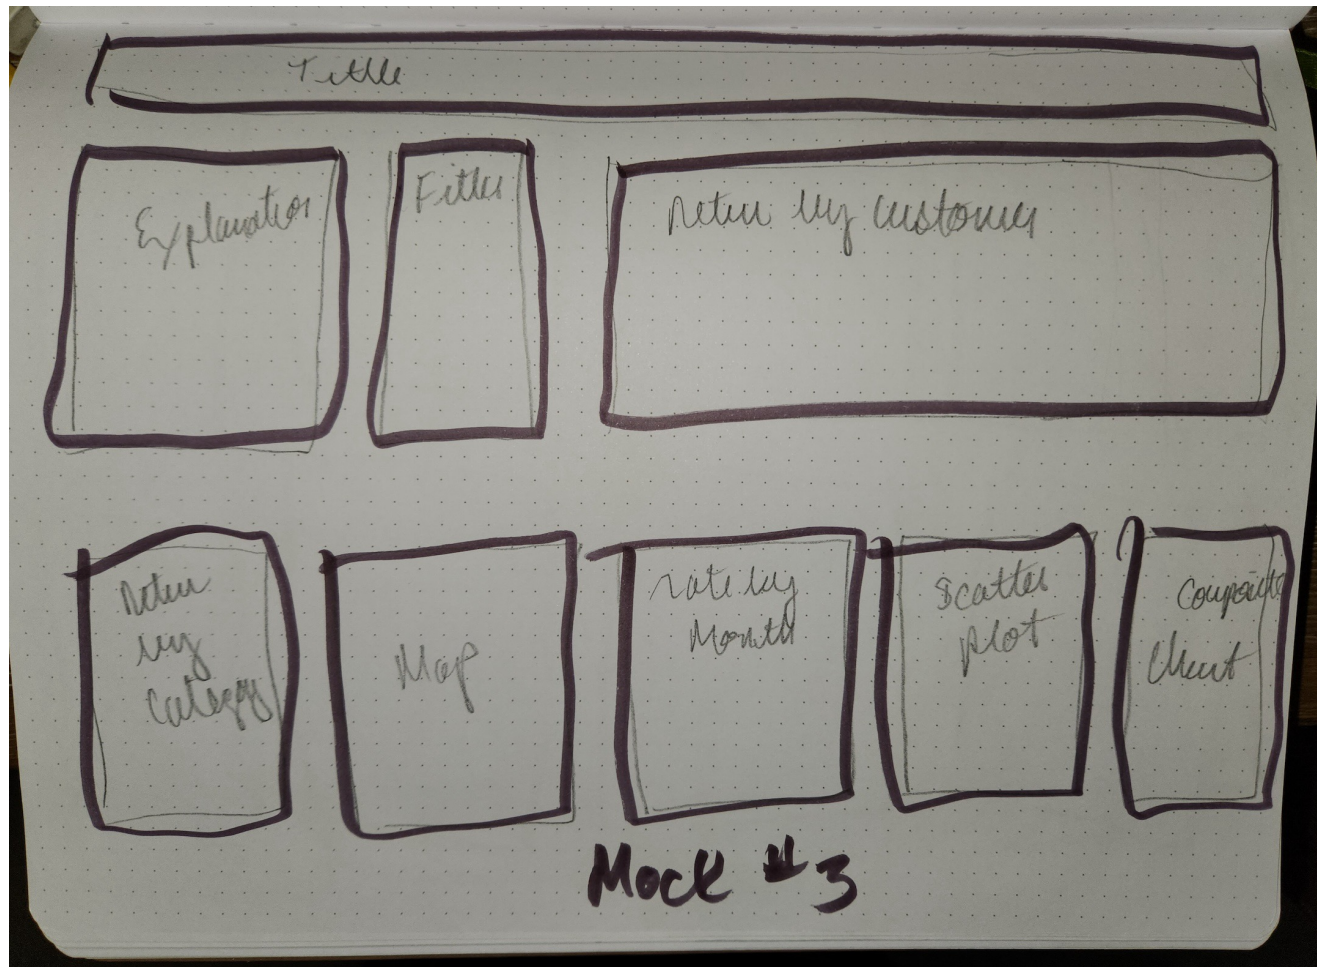 Title
Explanation
Filter
Return by customer
Return
by
Category
Map
rate by
Month
Scatter
plot
Composite
Chart
Mock #3